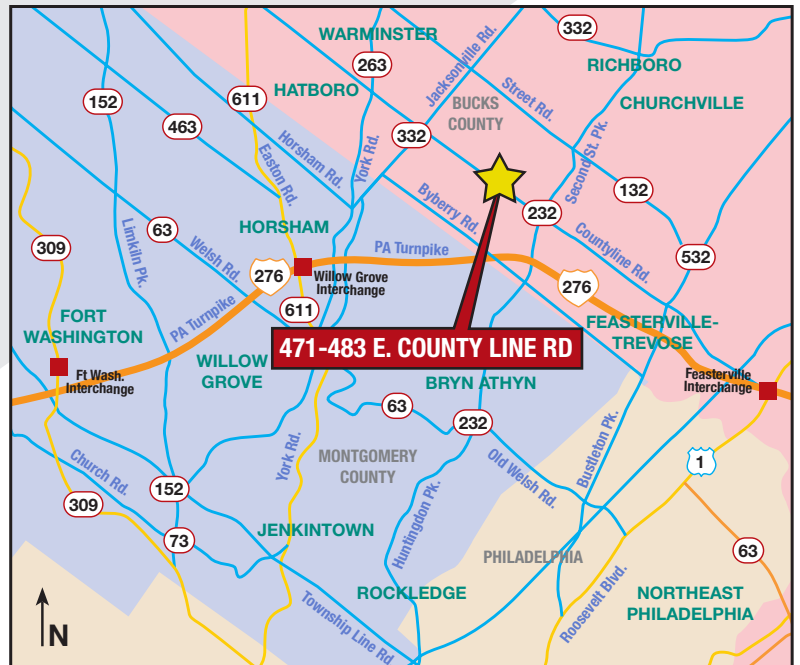 WARMINSTER
332
263
Jacksonville Rd.
RICHBORO
152
HATBORO
611
Street Rd.
BUCKS
COUNTY
CHURCHVILLE
463
332
Horsham Rd.
York Rd.
Second St. Pk.
Easton Rd.
132
Byberry Rd.
232
Limkiln Pk.
63
HORSHAM
Countyline Rd.
309
Welsh Rd.
PA Turnpike
532
276
Willow Grove
Interchange
276
611
FORT
WASHINGTON
PA Turnpike
FEASTERVILLE-
TREVOSE
471-483 E. COUNTY LINE RD
WILLOW
GROVE
Ft Wash.
Interchange
BRYN ATHYN
Feasterville
Interchange
63
232
Bustleton Pk.
MONTGOMERY
COUNTY
York Rd.
Old Welsh Rd.
1
Church Rd.
152
309
Huntingdon Pk.
73
JENKINTOWN
PHILADELPHIA
63
ROCKLEDGE
Roosevelt Blvd.
NORTHEAST
PHILADELPHIA
Township Line Rd
N